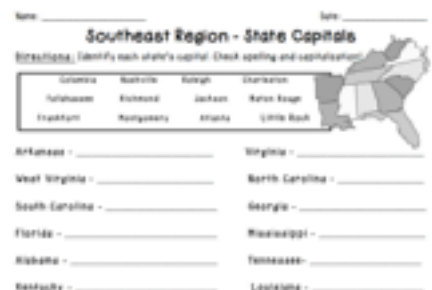 Name: Date:
Southeast Region - State Capitals
Directions: Identify each state's capital. Check spelling and capitalization!
Columbia Nashville Raleigh Charleston
Tallahassee Richmond Jackson Baton Rouge
Frankfort Montgomery Atlanta Little Rock
Arkansas - Virginia -
West Virginia - North Carolina -
South Carolina - Georgia -
Florida - Mississippi -
Alabama - Tennessee-
Kentucky - Louisiana -